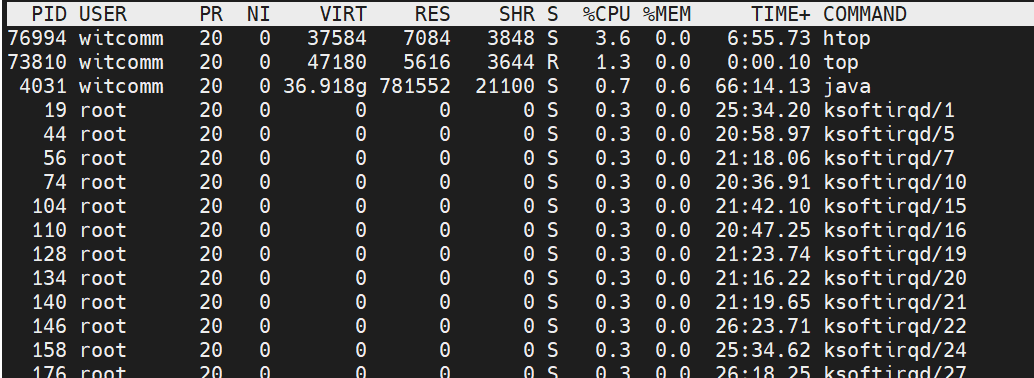 PID USER PR NI VIRT RES SHR S %CPU %MEM TIME+ COMMAND
76994 witcomm 20 0 37584 7084 3848 S 3.6 0.0 6:55.73 htop
73810 witcomm 20 0 47180 5616 3644 R 1.3 0.0 0:00.10 top
4031 witcomm 20 0 36.918g 781552 21100 S 0.7 0.6 66:14.13 java
19 root 20 0 0 0 0 S 0.3 0.0 25:34.20 ksoftirqd/1
44 root 20 0 0 0 0 S 0.3 0.0 20:58.97 ksoftirqd/5
56 root 20 0 0 0 0 S 0.3 0.0 21:18.06 ksoftirqd/7
74 root 20 0 0 0 0 S 0.3 0.0 20:36.91 ksoftirqd/10
104 root 20 0 0 0 0 S 0.3 0.0 21:42.10 ksoftirqd/15
110 root 20 0 0 0 0 S 0.3 0.0 20:47.25 ksoftirqd/16
128 root 20 0 0 0 0 S 0.3 0.0 21:23.74 ksoftirqd/19
134 root 20 0 0 0 0 S 0.3 0.0 21:16.22 ksoftirqd/20
140 root 20 0 0 0 0 S 0.3 0.0 21:19.65 ksoftirqd/21
146 root 20 0 0 0 0 S 0.3 0.0 26:23.71 ksoftirqd/22
158 root 20 0 0 0 0 S 0.3 0.0 25:34.62 ksoftirqd/24
176 root 20 0 0 0 0 S 0.3 0.0 26:18.25 ksoftirqd/27